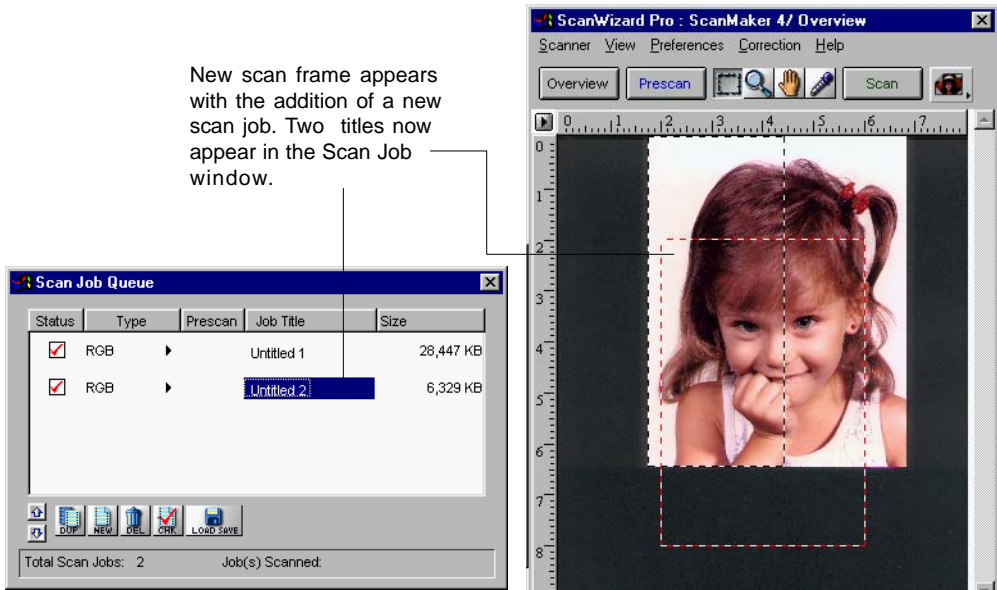 New scan frame appears
with the addition of a new
scan job. Two titles now
appear in the Scan Job
window.
Scan Job Queue
Status Type Prescan Job Title Size
RGB Untitled 1 28,447 KB
RGB Untitled 2 6,329 KB
DUP NEW DEL CHK LOAD SAVE
Total Scan Jobs: 2 Job(s) Scanned:
ScanWizard Pro : ScanMaker 4/ Overview
Scanner View Preferences Correction Help
Overview Prescan Scan
0 1 2 3 4 5 6 7
0
1
2
3
4
5
6
7
8